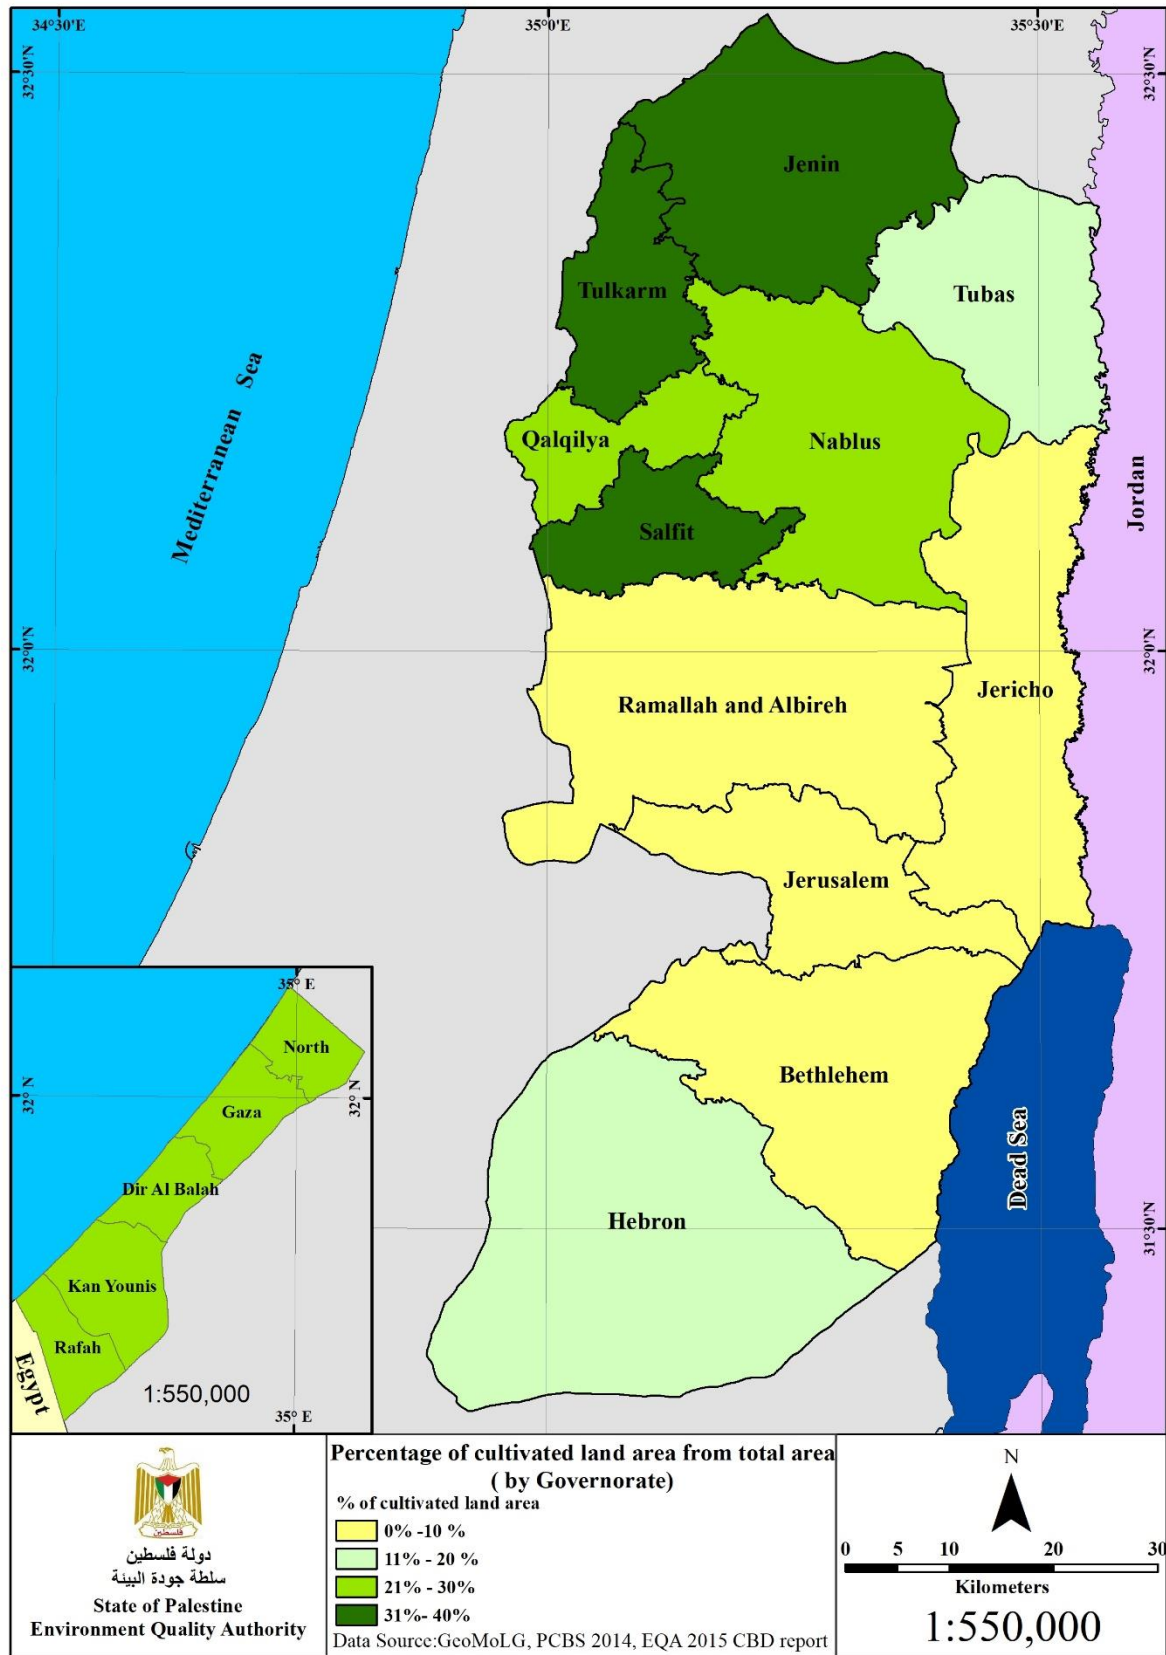 34°30'E
35°0'E
35°30'E
32°30'N
32°30'N
Jenin
Tulkarm
Tubas
Mediterranean Sea
Qalqilya
Nablus
Jordan
Salfit
32°0'N
32°0'N
Ramallah and Albireh
Jericho
Jerusalem
35° E
North
32° N
32° N
Gaza
Dir Al Balah
Kan Younis
Rafah
Egypt
1:550,000
35° E
Bethlehem
Dead Sea
Hebron
31°30'N
فلسطين
دولة فلسطين
سلطة جودة البيئة
State of Palestine
Environment Quality Authority
Percentage of cultivated land area from total area
( by Governorate)
% of cultivated land area
0% -10 %
11% - 20 %
21% - 30%
31%- 40%
Data Source:GeoMoLG, PCBS 2014, EQA 2015 CBD report
N
0 5 10 20 30
Kilometers
1:550,000